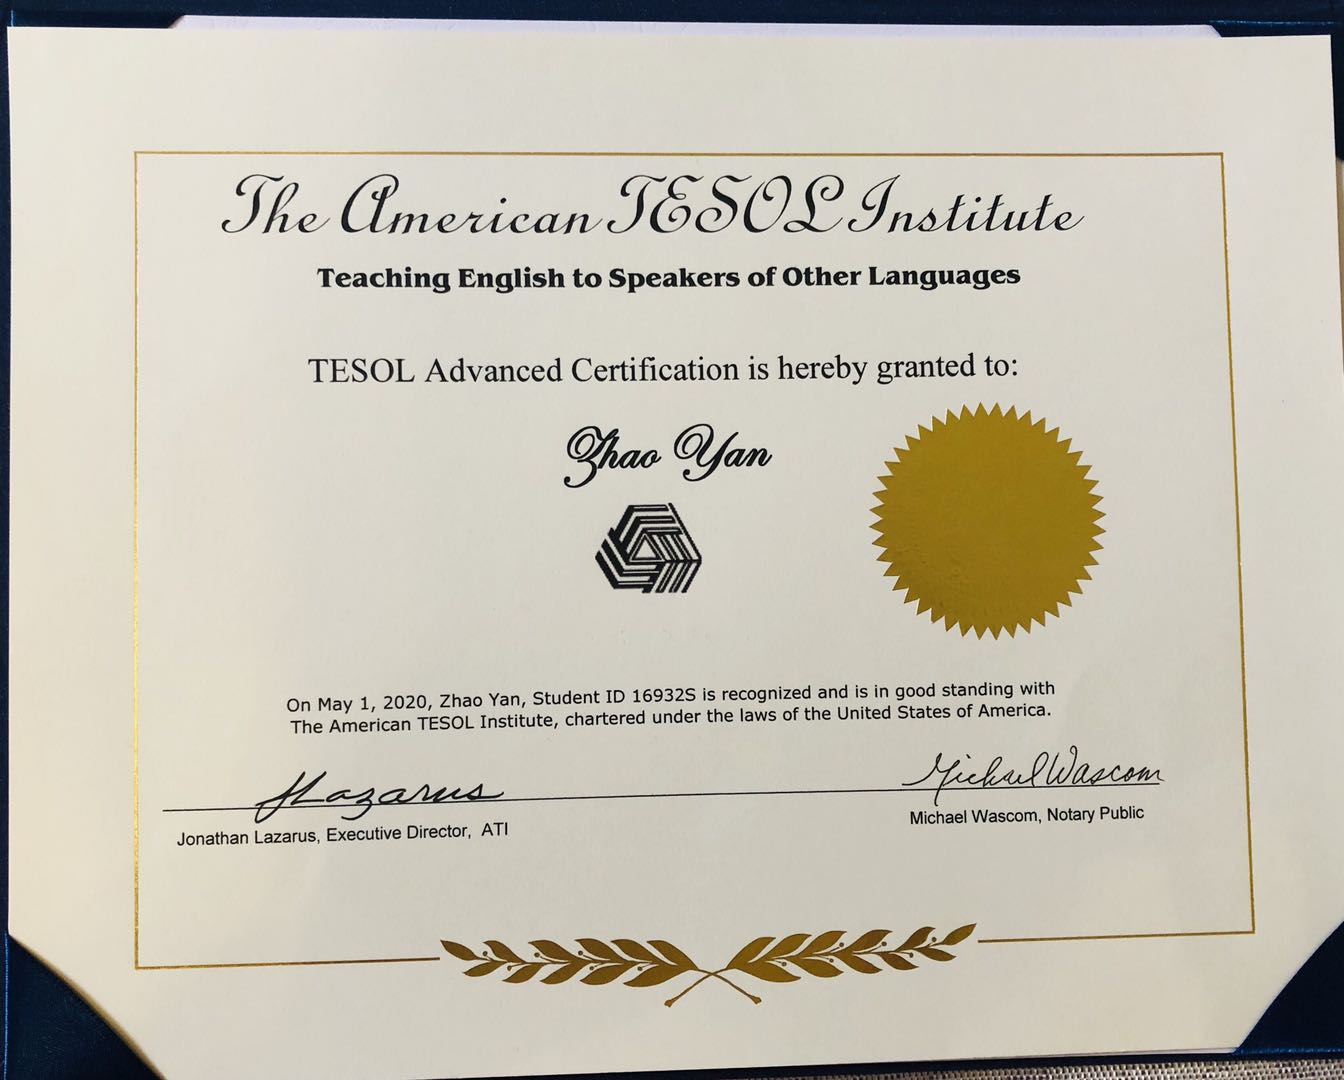 The American TESOL Institute
Teaching English to Speakers of Other Languages
TESOL Advanced Certification is hereby granted to:
Zhao Yan
On May 1, 2020, Zhao Yan, Student ID 16932S is recognized and is in good standing with
The American TESOL Institute, chartered under the laws of the United States of America.
JLazarus
Michael Wascom
Jonathan Lazarus, Executive Director, ATI
Michael Wascom, Notary Public